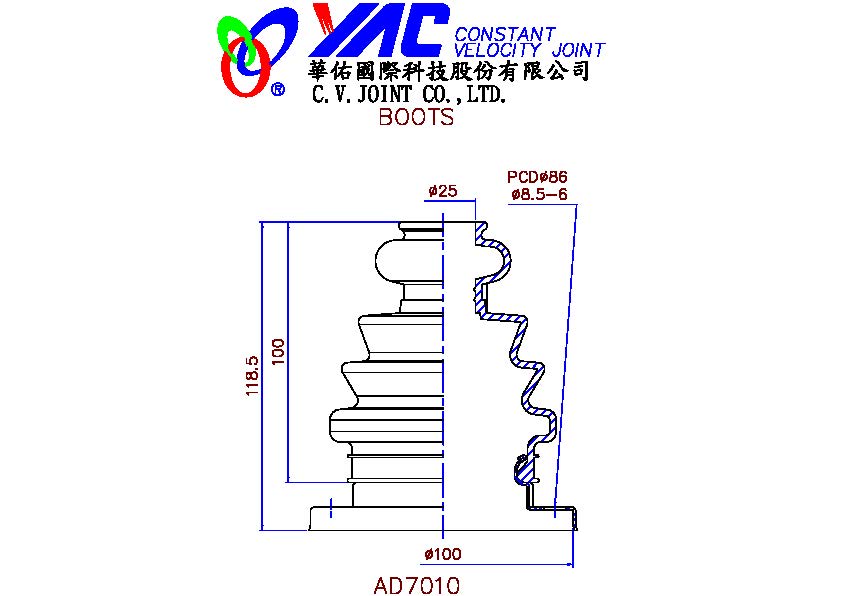 YAC CONSTANT
VELOCITY JOINT
®
華佑國際科技股份有限公司
C.V.JOINT CO.,LTD.
BOOTS
PCDø86
ø8.5-6
ø25
100
118.5
ø100
AD7010